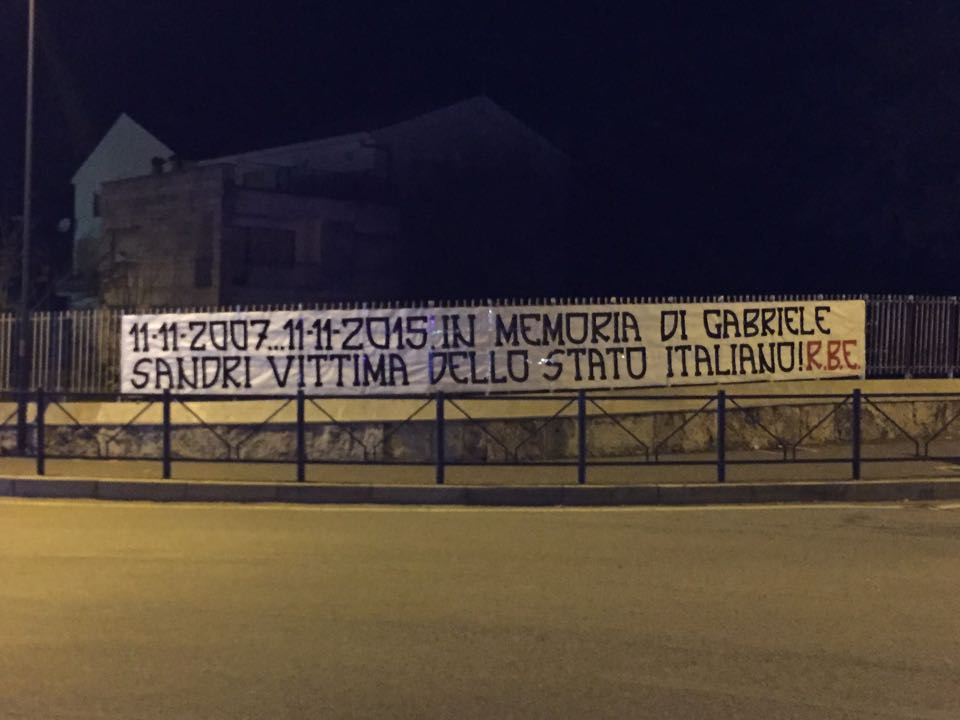 11-11-2007...11-11-2015 IN MEMORIA DI GABRIELE
SANDRI VITTIMA DELLO STATO ITALIANO! R.B.E.